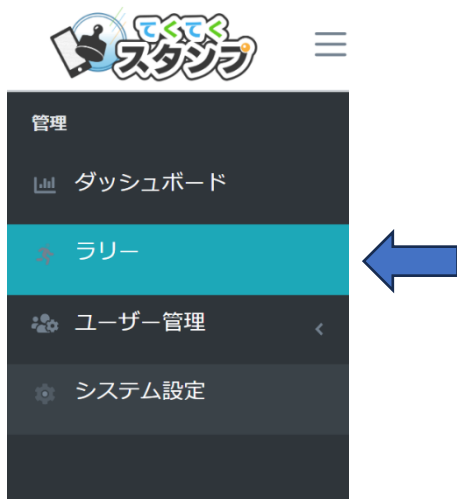 てくてく
スタンプ
管理
ダッシュボード
ラリー
ユーザー管理
システム設定